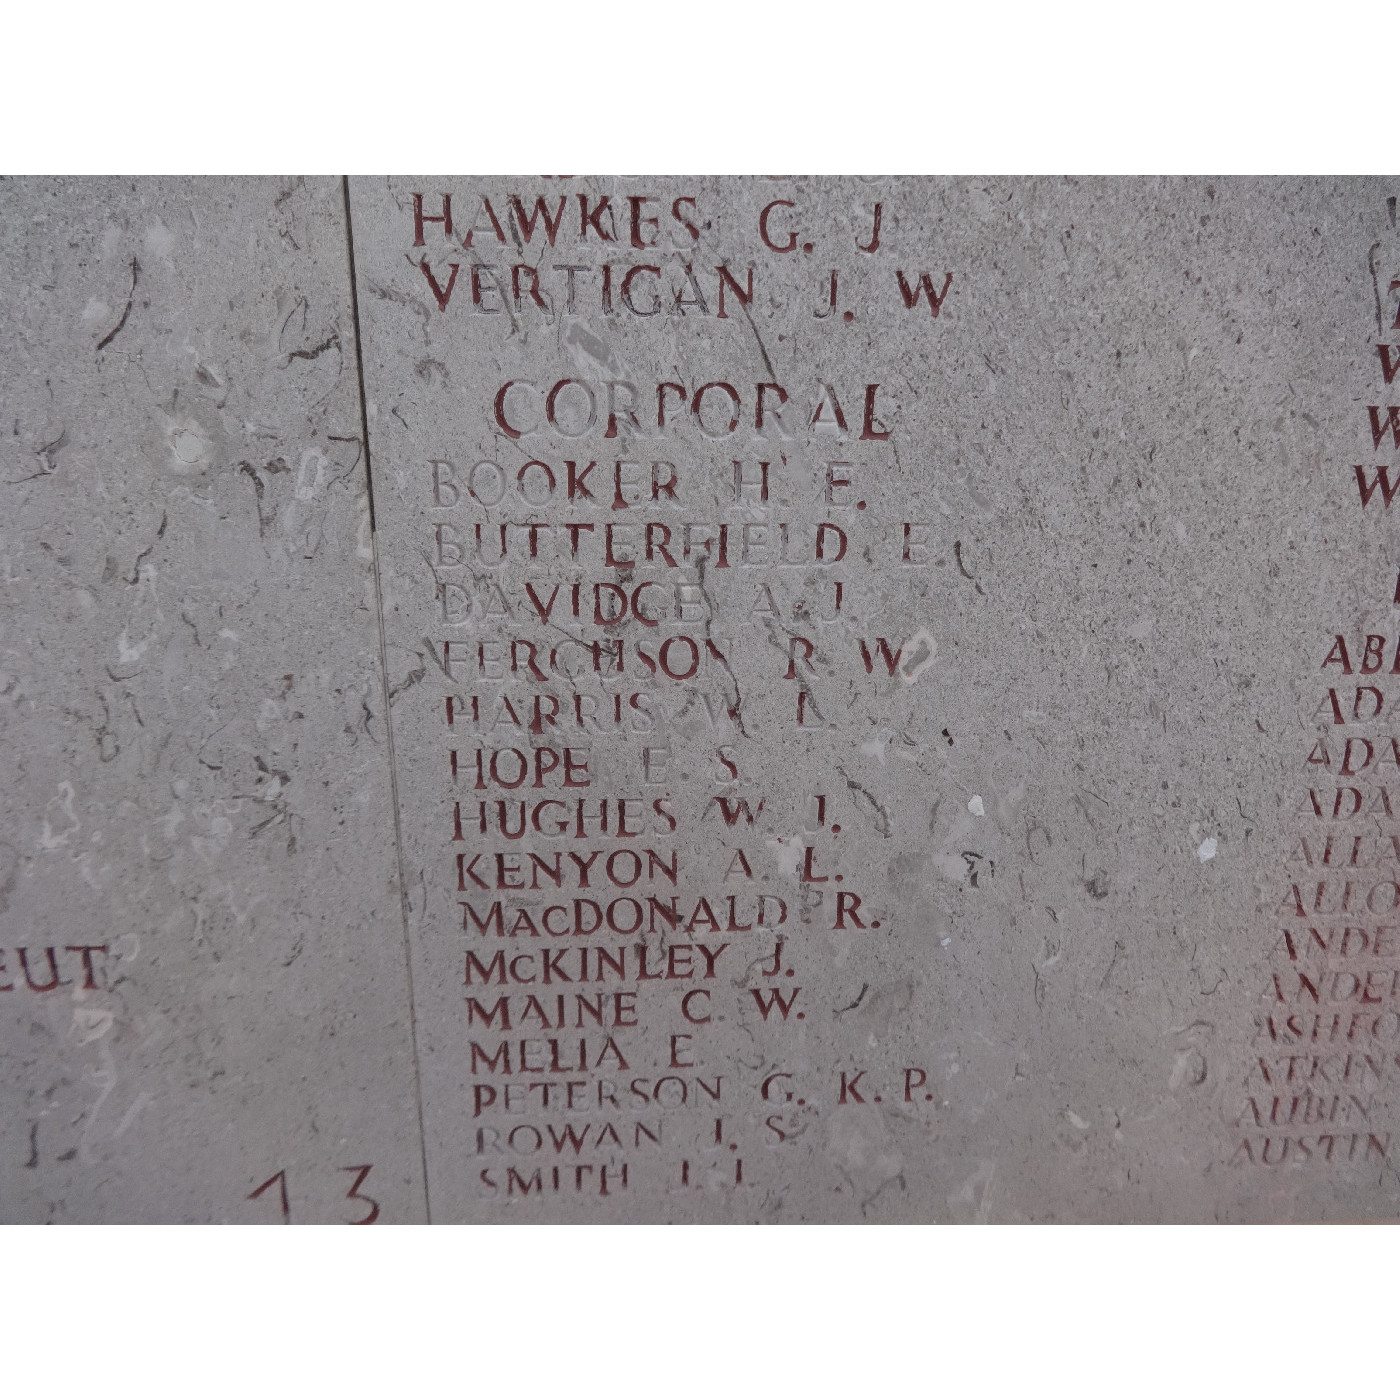 HAWKES G. J
VERTIGAN J. W
CORPORAL
BOOKER H. E.
BUTTERFIELD E.
DAVIDGE A. J.
FERGUSON R. W.
HARRIS W. L.
HOPE E. S.
HUGHES W. J.
KENYON A. L.
MACDONALD R.
MCKINLEY J.
MAINE C. W.
MELIA E.
PETERSON G. K. P.
ROWAN J. S.
SMITH J. J.
13
AUBIN
AUSTIN